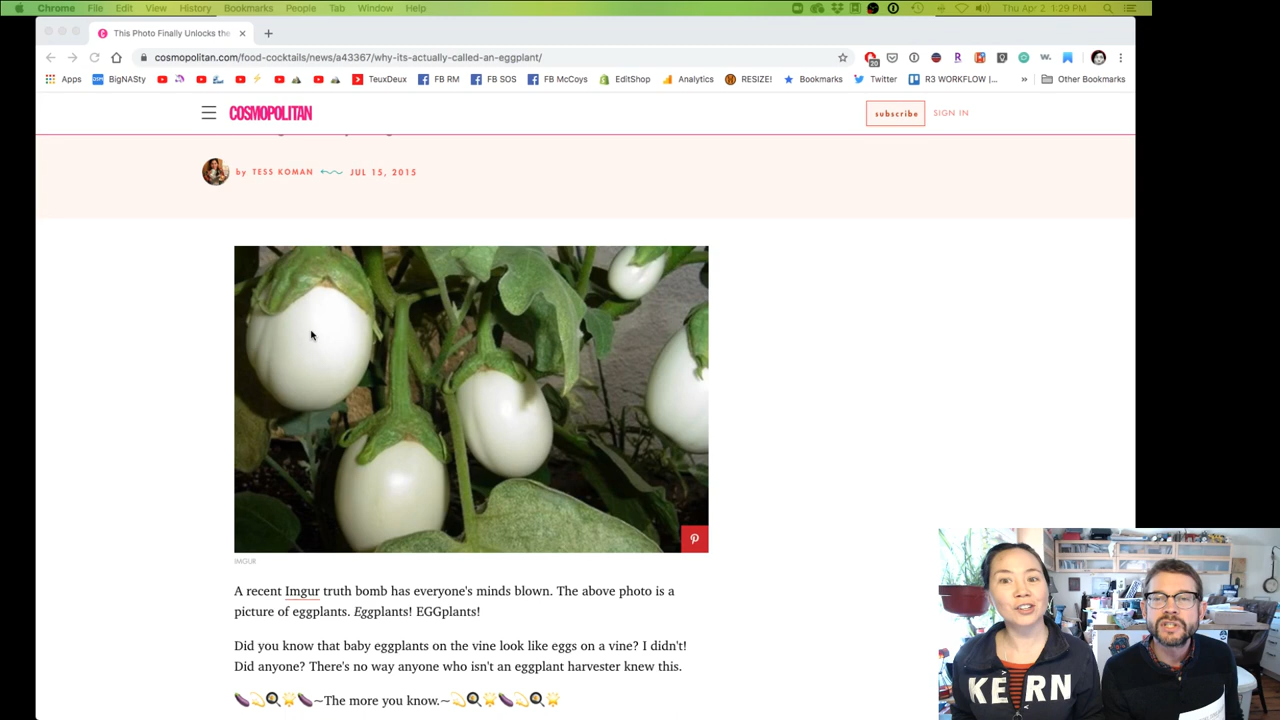 Chrome File Edit View History Bookmarks People Tab Window Help Thu Apr 2 1:29 PM
This Photo Finally Unlocks the
cosmopolitan.com/food-cocktails/news/a43367/why-its-actually-called-an-eggplant/
20
Apps BigNASty TeuxDeux FB RM FB SOS FB McCoys EditShop Analytics RESIZE! Bookmarks Twitter R3 WORKFLOW |... » Other Bookmarks
COSMOPOLITAN subscribe SIGN IN
by TESS KOMAN JUL 15, 2015
IMGUR
A recent Imgur truth bomb has everyone's minds blown. The above photo is a
picture of eggplants. Eggplants! EGGplants!
Did you know that baby eggplants on the vine look like eggs on a vine? I didn't!
Did anyone? There's no way anyone who isn't an eggplant harvester knew this.
~The more you know.~
KERN